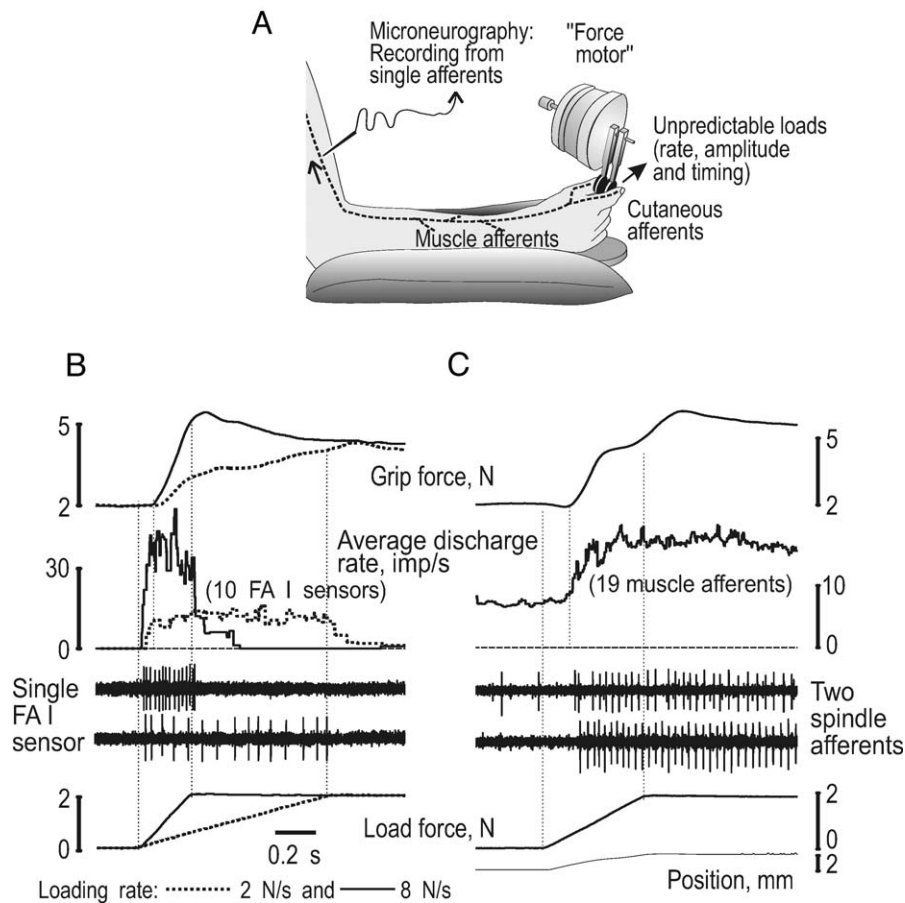 A
Microneurography:
Recording from
single afferents
"Force
motor"
Unpredictable loads
(rate, amplitude
and timing)
Cutaneous
afferents
Muscle afferents
B
5
2
Grip force, N
30
0
Average discharge
rate, imp/s
(10 FA I sensors)
Single
FA I
sensor
2
0
Load force, N
0.2 s
Loading rate: 2 N/s and 8 N/s
C
5
2
10
0
(19 muscle afferents)
Two
spindle
afferents
2
0
2
Position, mm